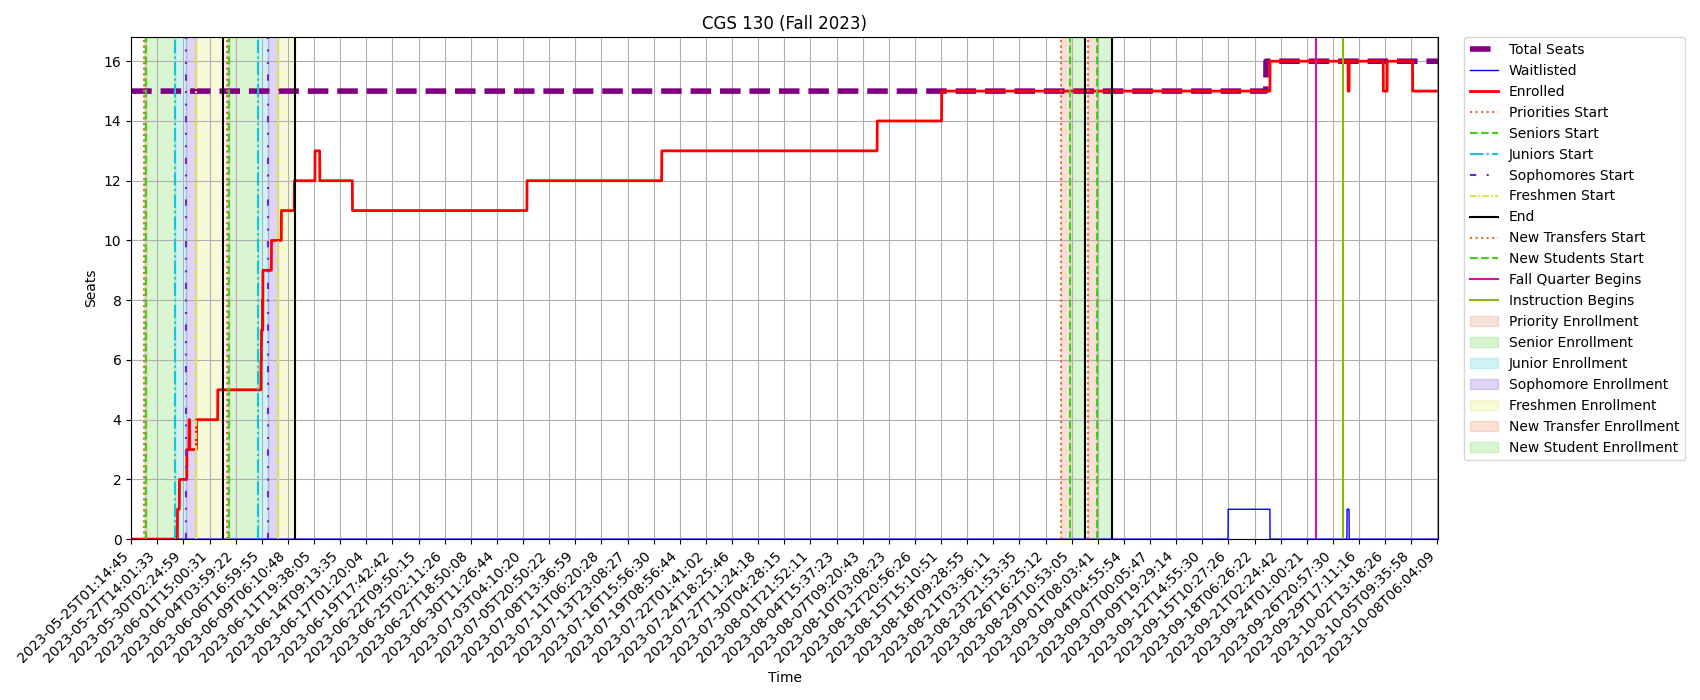 CGS 130 (Fall 2023)
Seats
16
14
12
10
8
6
4
2
0
2023-05-25T01:14:45
2023-05-27T14:01:33
2023-05-30T02:24:59
2023-06-01T15:00:31
2023-06-04T03:59:22
2023-06-06T16:59:55
2023-06-09T06:10:48
2023-06-11T19:38:05
2023-06-14T09:13:35
2023-06-17T01:20:04
2023-06-19T17:42:42
2023-06-22T09:50:15
2023-06-25T02:11:26
2023-06-27T18:50:08
2023-06-30T11:26:44
2023-07-03T04:10:20
2023-07-05T20:50:22
2023-07-08T13:36:59
2023-07-11T06:20:28
2023-07-13T23:08:27
2023-07-16T15:56:30
2023-07-19T08:56:44
2023-07-22T01:41:02
2023-07-24T18:25:46
2023-07-27T11:24:18
2023-07-30T04:28:15
2023-08-01T21:52:11
2023-08-04T15:37:23
2023-08-07T09:20:43
2023-08-10T03:08:23
2023-08-12T20:56:26
2023-08-15T15:10:51
2023-08-18T09:28:55
2023-08-21T03:36:11
2023-08-23T21:53:35
2023-08-26T16:25:12
2023-08-29T10:53:05
2023-09-01T08:03:41
2023-09-04T04:55:54
2023-09-07T00:05:47
2023-09-09T19:29:14
2023-09-12T14:55:30
2023-09-15T10:27:26
2023-09-18T06:26:22
2023-09-21T02:24:42
2023-09-24T01:00:21
2023-09-26T20:57:30
2023-09-29T17:11:16
2023-10-02T13:18:26
2023-10-05T09:35:58
2023-10-08T06:04:09
Time
Total Seats
Waitlisted
Enrolled
Priorities Start
Seniors Start
Juniors Start
Sophomores Start
Freshmen Start
End
New Transfers Start
New Students Start
Fall Quarter Begins
Instruction Begins
Priority Enrollment
Senior Enrollment
Junior Enrollment
Sophomore Enrollment
Freshmen Enrollment
New Transfer Enrollment
New Student Enrollment